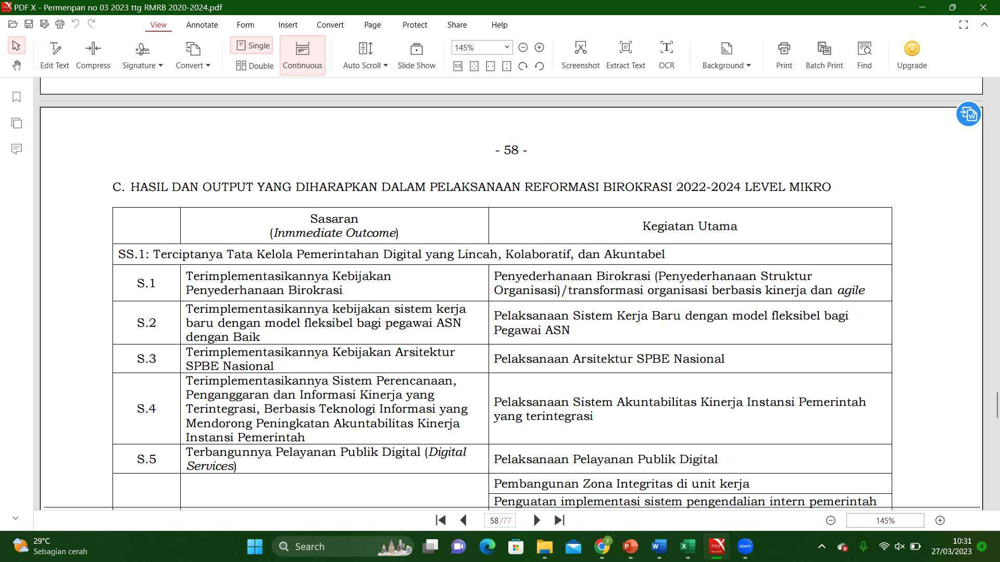 PDF X - Permenpan no 03 2023 ttg RMRB 2020-2024.pdf
View Annotate Form Insert Convert Page Protect Share Help
Edit Text Compress Signature Convert Single Double Continuous Auto Scroll Slide Show 145% Screenshot Extract Text OCR Background Print Batch Print Find Upgrade
- 58 -
C. HASIL DAN OUTPUT YANG DIHARAPKAN DALAM PELAKSANAAN REFORMASI BIROKRASI 2022-2024 LEVEL MIKRO
Sasaran
(Inmmediate Outcome)
Kegiatan Utama
SS.1: Terciptanya Tata Kelola Pemerintahan Digital yang Lincah, Kolaboratif, dan Akuntabel
S.1
Terimplementasikannya Kebijakan
Penyederhanaan Birokrasi
Penyederhanaan Birokrasi (Penyederhanaan Struktur
Organisasi)/transformasi organisasi berbasis kinerja dan agile
S.2
Terimplementasikannya kebijakan sistem kerja
baru dengan model fleksibel bagi pegawai ASN
dengan Baik
Pelaksanaan Sistem Kerja Baru dengan model fleksibel bagi
Pegawai ASN
S.3
Terimplementasikannya Kebijakan Arsitektur
SPBE Nasional
Pelaksanaan Arsitektur SPBE Nasional
S.4
Terimplementasikannya Sistem Perencanaan,
Penganggaran dan Informasi Kinerja yang
Terintegrasi, Berbasis Teknologi Informasi yang
Mendorong Peningkatan Akuntabilitas Kinerja
Instansi Pemerintah
Pelaksanaan Sistem Akuntabilitas Kinerja Instansi Pemerintah
yang terintegrasi
S.5
Terbangunnya Pelayanan Publik Digital (Digital
Services)
Pelaksanaan Pelayanan Publik Digital
Pembangunan Zona Integritas di unit kerja
Penguatan implementasi sistem pengendalian intern pemerintah
58 /77
145%
29°C
Sebagian cerah
Search
zoom
10:31
27/03/2023
4